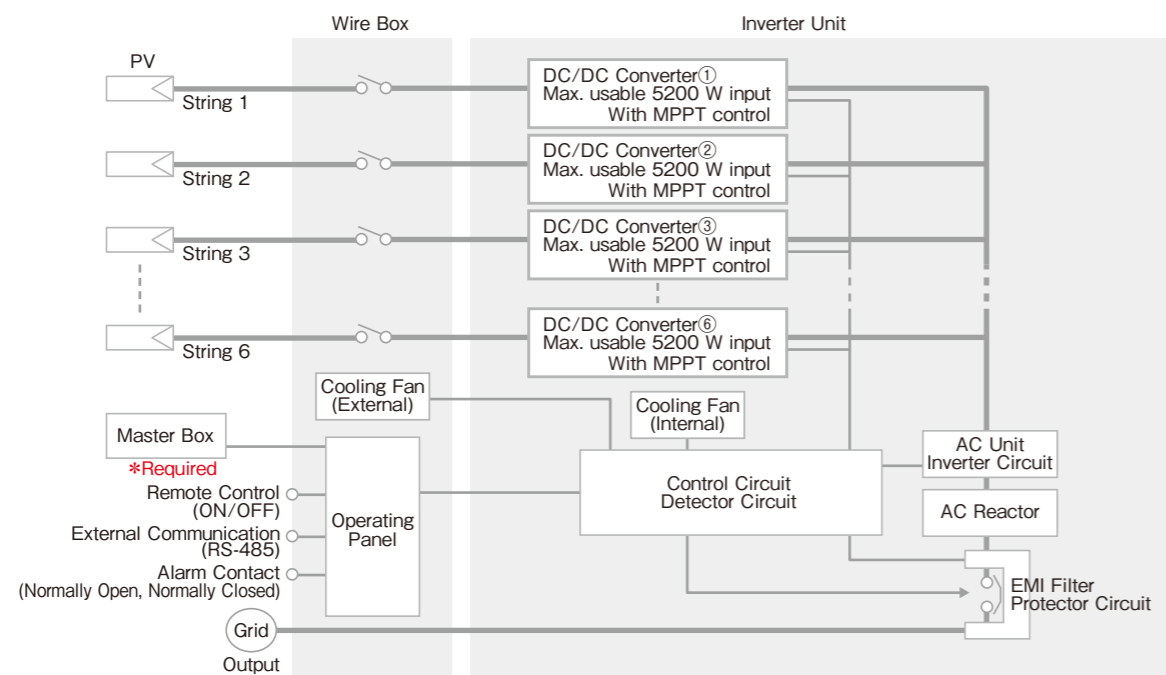 Wire Box
Inverter Unit
PV
String 1
DC/DC Converter①
Max. usable 5200 W input
With MPPT control
String 2
DC/DC Converter②
Max. usable 5200 W input
With MPPT control
String 3
DC/DC Converter③
Max. usable 5200 W input
With MPPT control
String 6
DC/DC Converter⑥
Max. usable 5200 W input
With MPPT control
Cooling Fan
(External)
Cooling Fan
(Internal)
Master Box
*Required
Remote Control
(ON/OFF)
External Communication
(RS-485)
Alarm Contact
(Normally Open, Normally Closed)
Operating
Panel
Control Circuit
Detector Circuit
AC Unit
Inverter Circuit
AC Reactor
EMI Filter
Protector Circuit
Grid
Output